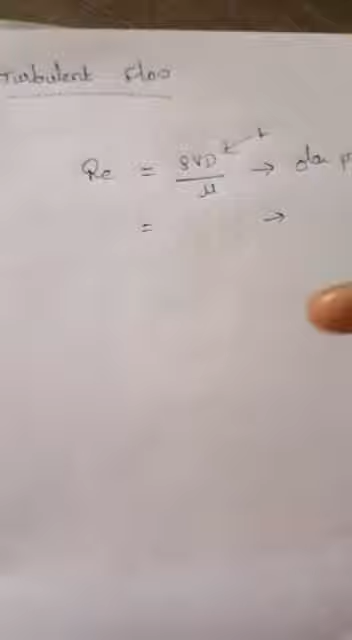 Turbulent Flow
Re = ρVD / μ →
= →